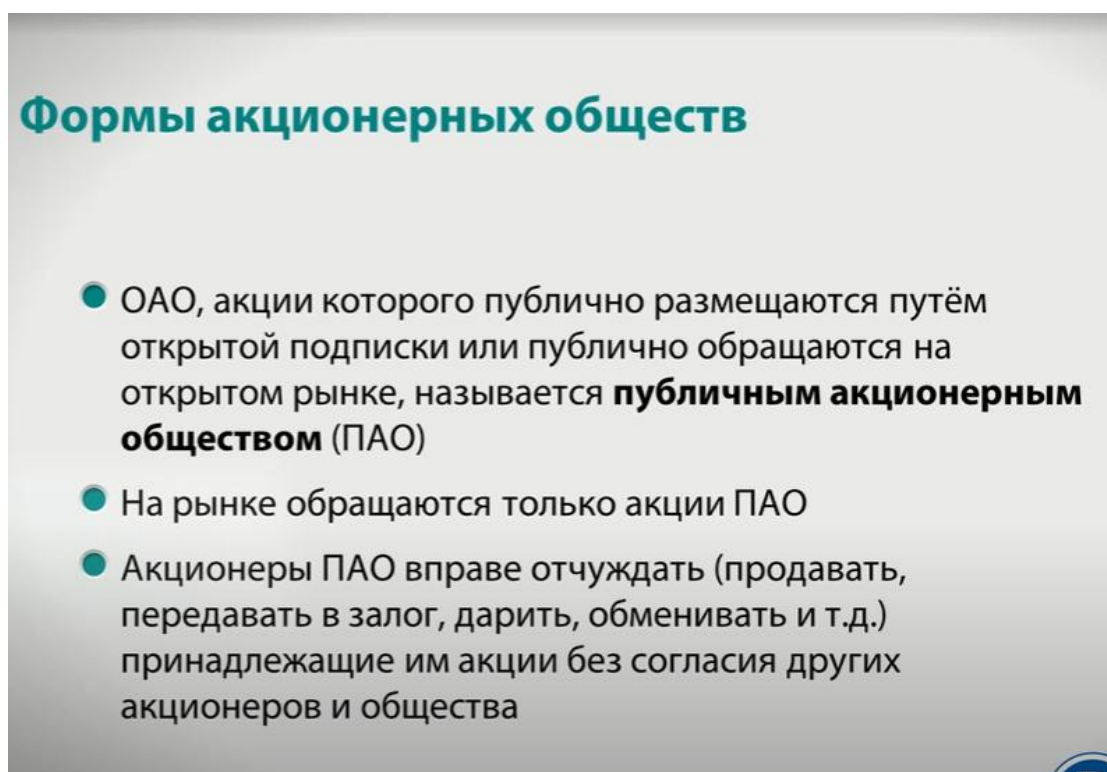 Формы акционерных обществ
ОАО, акции которого публично размещаются путём
открытой подписки или публично обращаются на
открытом рынке, называется публичным акционерным
обществом (ПАО)
На рынке обращаются только акции ПАО
Акционеры ПАО вправе отчуждать (продавать,
передавать в залог, дарить, обменивать и т.д.)
принадлежащие им акции без согласия других
акционеров и общества